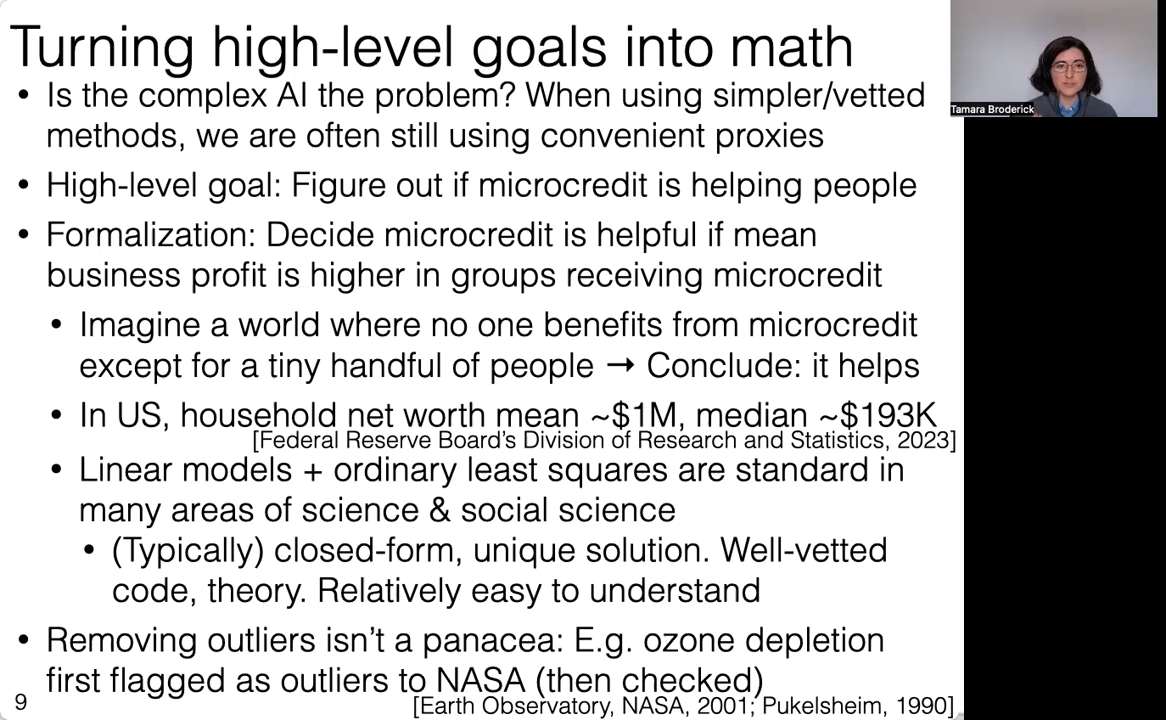 Turning high-level goals into math
• Is the complex AI the problem? When using simpler/vetted
methods, we are often still using convenient proxies
• High-level goal: Figure out if microcredit is helping people
• Formalization: Decide microcredit is helpful if mean
business profit is higher in groups receiving microcredit
• Imagine a world where no one benefits from microcredit
except for a tiny handful of people → Conclude: it helps
• In US, household net worth mean ~$1M, median ~$193K
[Federal Reserve Board's Division of Research and Statistics, 2023]
• Linear models + ordinary least squares are standard in
many areas of science & social science
• (Typically) closed-form, unique solution. Well-vetted
code, theory. Relatively easy to understand
• Removing outliers isn't a panacea: E.g. ozone depletion
first flagged as outliers to NASA (then checked)
[Earth Observatory, NASA, 2001; Pukelsheim, 1990]
9
Tamara Broderick